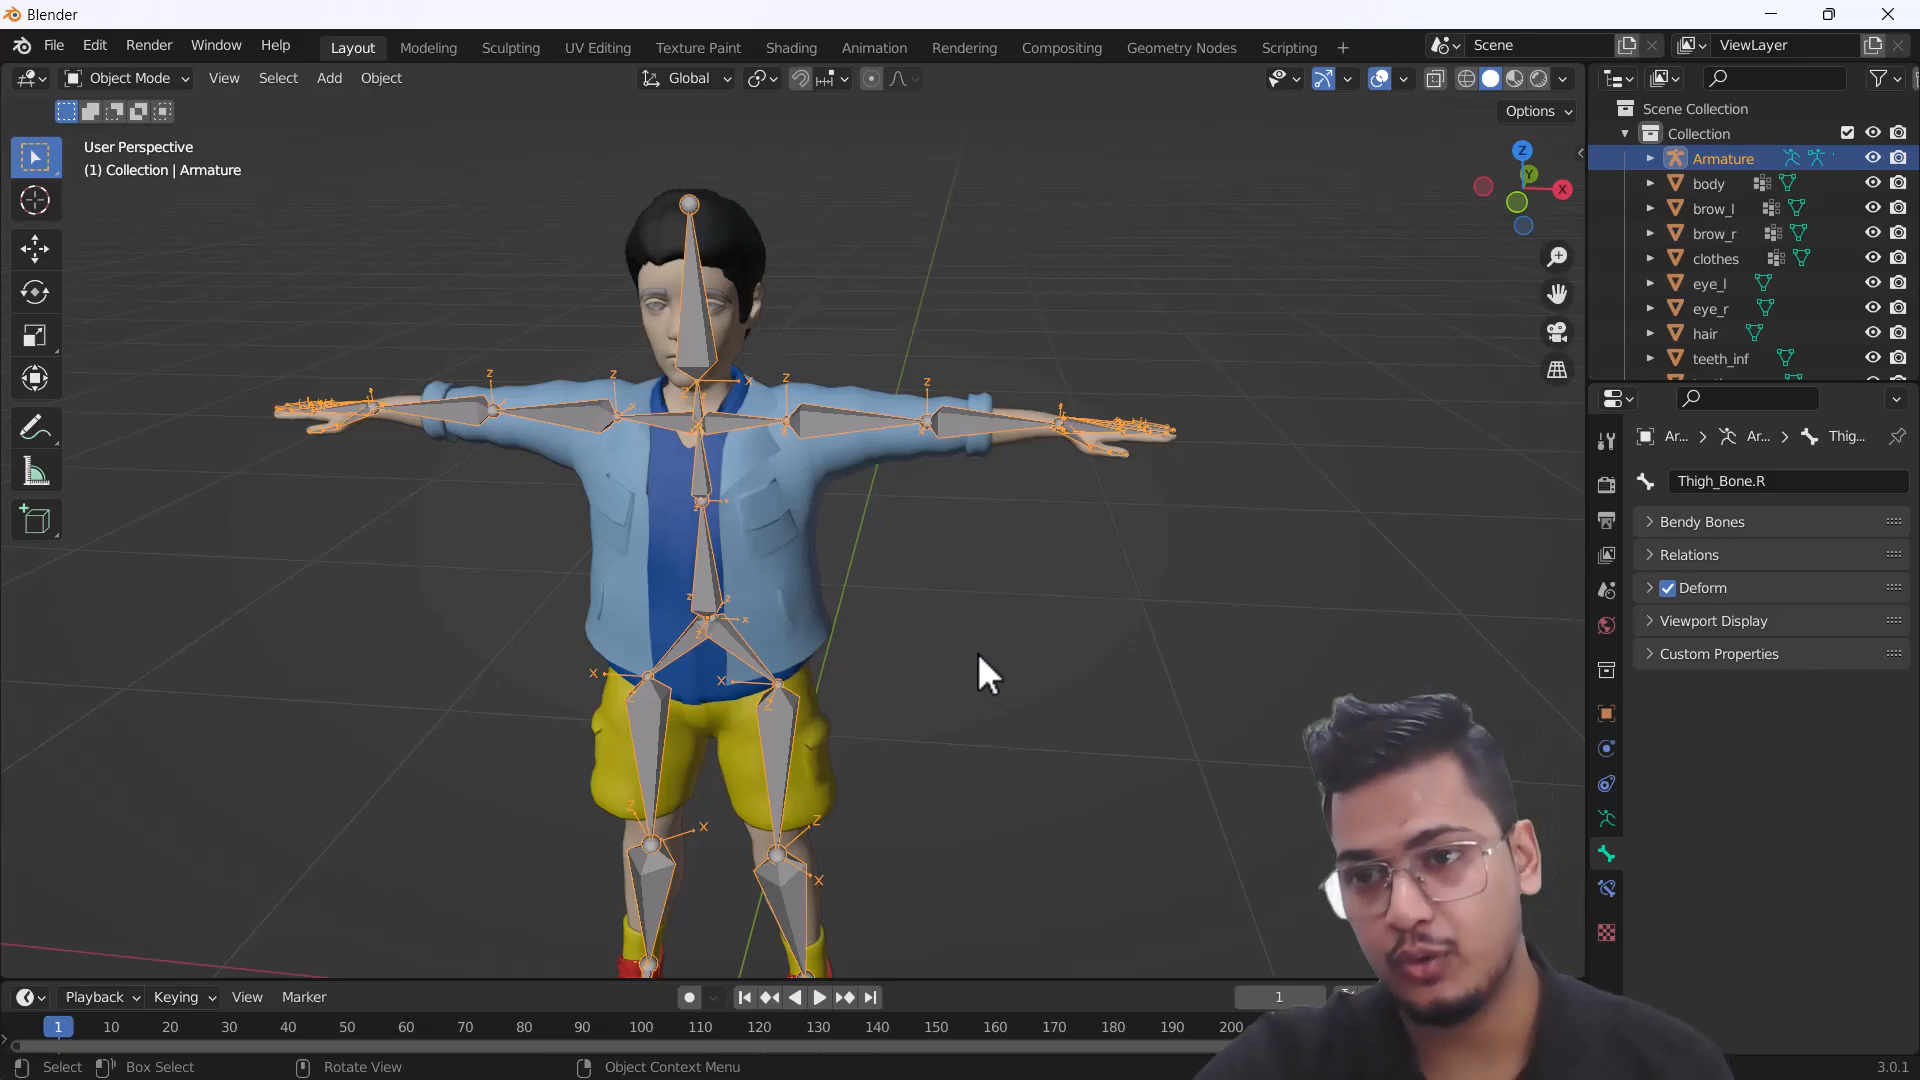 Blender
File Edit Render Window Help Layout Modeling Sculpting UV Editing Texture Paint Shading Animation Rendering Compositing Geometry Nodes Scripting + Scene ViewLayer
Object Mode View Select Add Object Global
Options
User Perspective
(1) Collection | Armature
Z
Y
X
Scene Collection
Collection
Armature
body
brow_l
brow_r
clothes
eye_l
eye_r
hair
teeth_inf
Ar... Ar... Thig...
Thigh_Bone.R
Bendy Bones
Relations
Deform
Viewport Display
Custom Properties
Playback Keying View Marker 1
1 10 20 30 40 50 60 70 80 90 100 110 120 130 140 150 160 170 180 190 200
Select Box Select Rotate View Object Context Menu 3.0.1